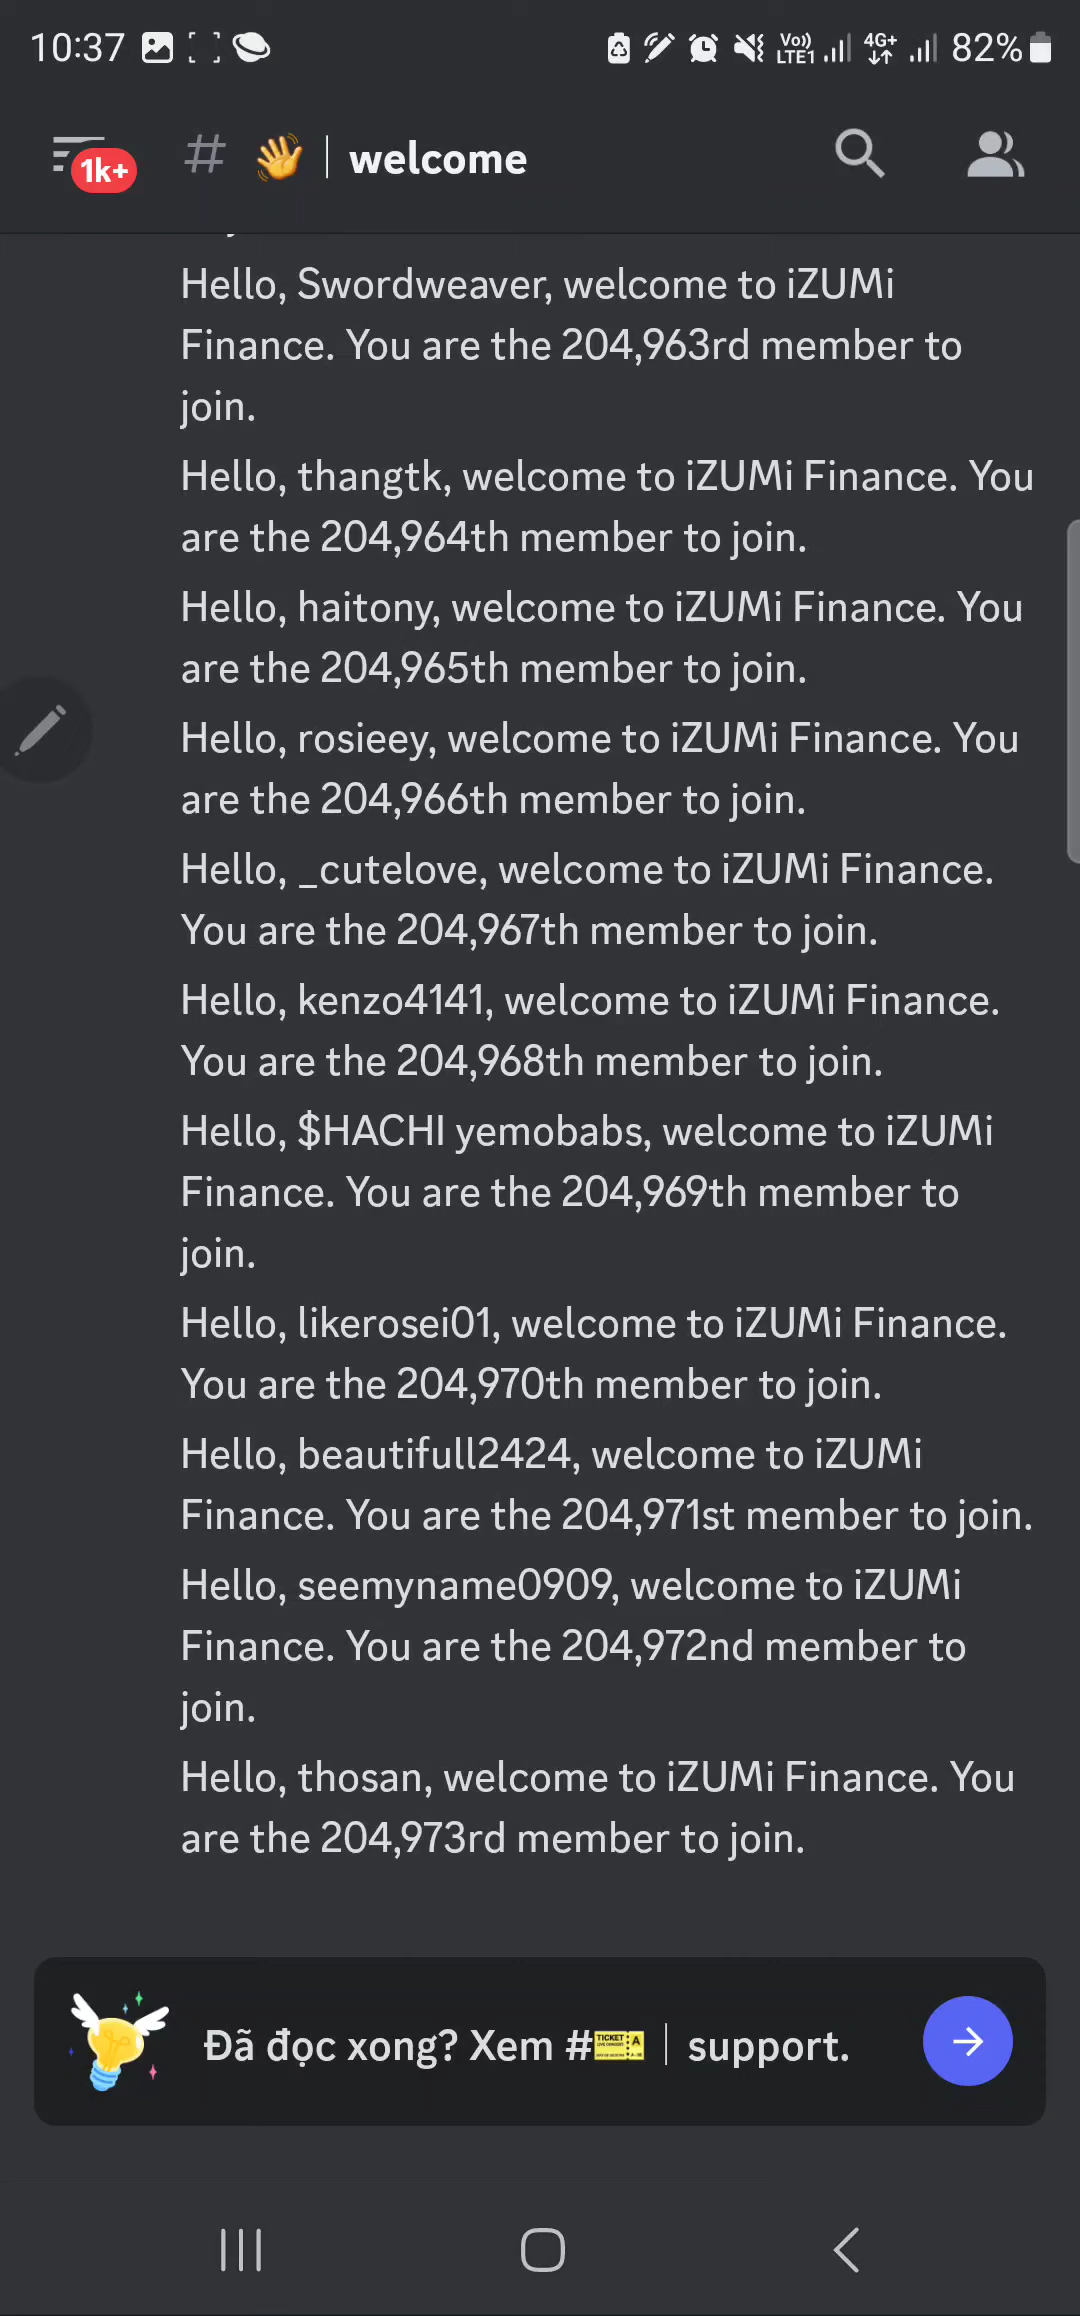 10:37
Vo)) LTE1 4G+ 82%
1k+ # 👋 | welcome
Hello, Swordweaver, welcome to iZUMi
Finance. You are the 204,963rd member to
join.
Hello, thangtk, welcome to iZUMi Finance. You
are the 204,964th member to join.
Hello, haitony, welcome to iZUMi Finance. You
are the 204,965th member to join.
Hello, rosieey, welcome to iZUMi Finance. You
are the 204,966th member to join.
Hello, _cutelove, welcome to iZUMi Finance.
You are the 204,967th member to join.
Hello, kenzo4141, welcome to iZUMi Finance.
You are the 204,968th member to join.
Hello, $HACHI yemobabs, welcome to iZUMi
Finance. You are the 204,969th member to
join.
Hello, likerosei01, welcome to iZUMi Finance.
You are the 204,970th member to join.
Hello, beautifull2424, welcome to iZUMi
Finance. You are the 204,971st member to join.
Hello, seemyname0909, welcome to iZUMi
Finance. You are the 204,972nd member to
join.
Hello, thosan, welcome to iZUMi Finance. You
are the 204,973rd member to join.
Đã đọc xong? Xem #🎫 | support.